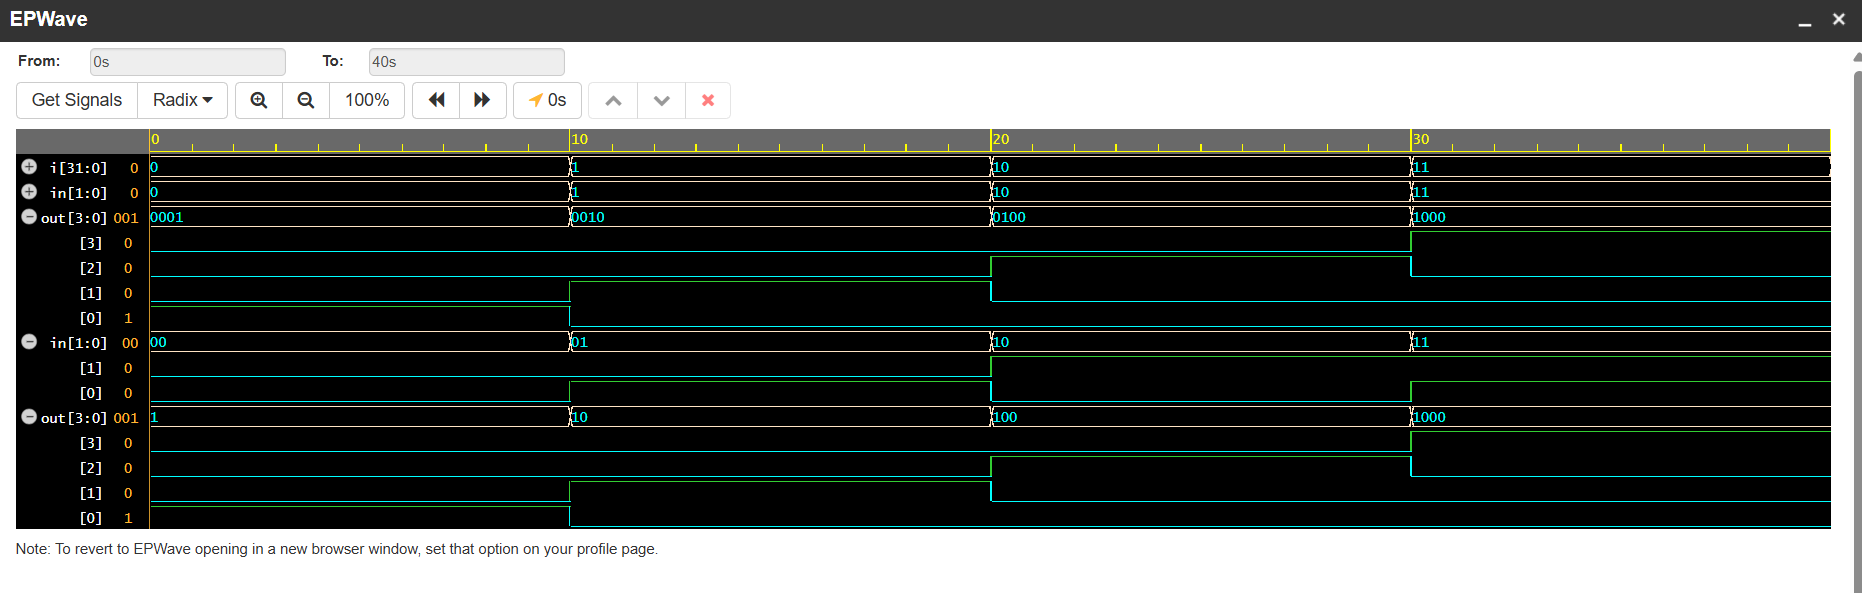 EPWave
From: 0s To: 40s
Get Signals Radix 100% 0s
0 10 20 30
i[31:0] 0 0 1 10 11
in[1:0] 0 0 1 10 11
out[3:0] 001 0001 0010 0100 1000
[3] 0
[2] 0
[1] 0
[0] 1
in[1:0] 00 00 01 10 11
[1] 0
[0] 0
out[3:0] 001 1 10 100 1000
[3] 0
[2] 0
[1] 0
[0] 1
Note: To revert to EPWave opening in a new browser window, set that option on your profile page.